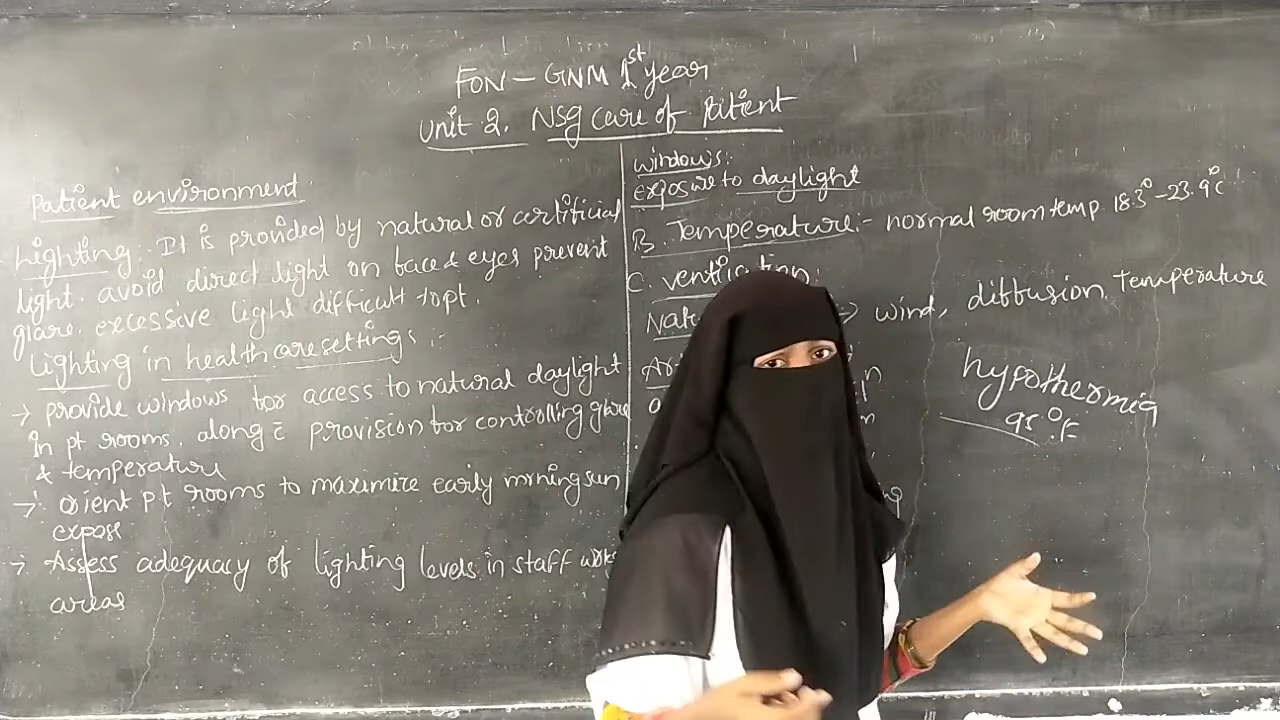 FON - GNM 1st year
Unit 2. NSg care of Patient
Patient environment
Lighting:. It is provided by natural or artificial
light. avoid direct light on face & eyes prevent
glare. excessive light difficult to pt.
Lighting in health care settings:-
→ provide windows for access to natural daylight
In pt rooms, along c̄ provision for controlling glare
& temperature
→ Orient p.t rooms to maximize early mrning sun
expose
→ Assess adequacy of lighting levels in staff work
areas
windows:
exposure to daylight
B. Temperature:- normal room temp. 18.3° - 23.9°c
C. ventilation:
→ wind, diffusion, Temperature
hypothermia
95°F